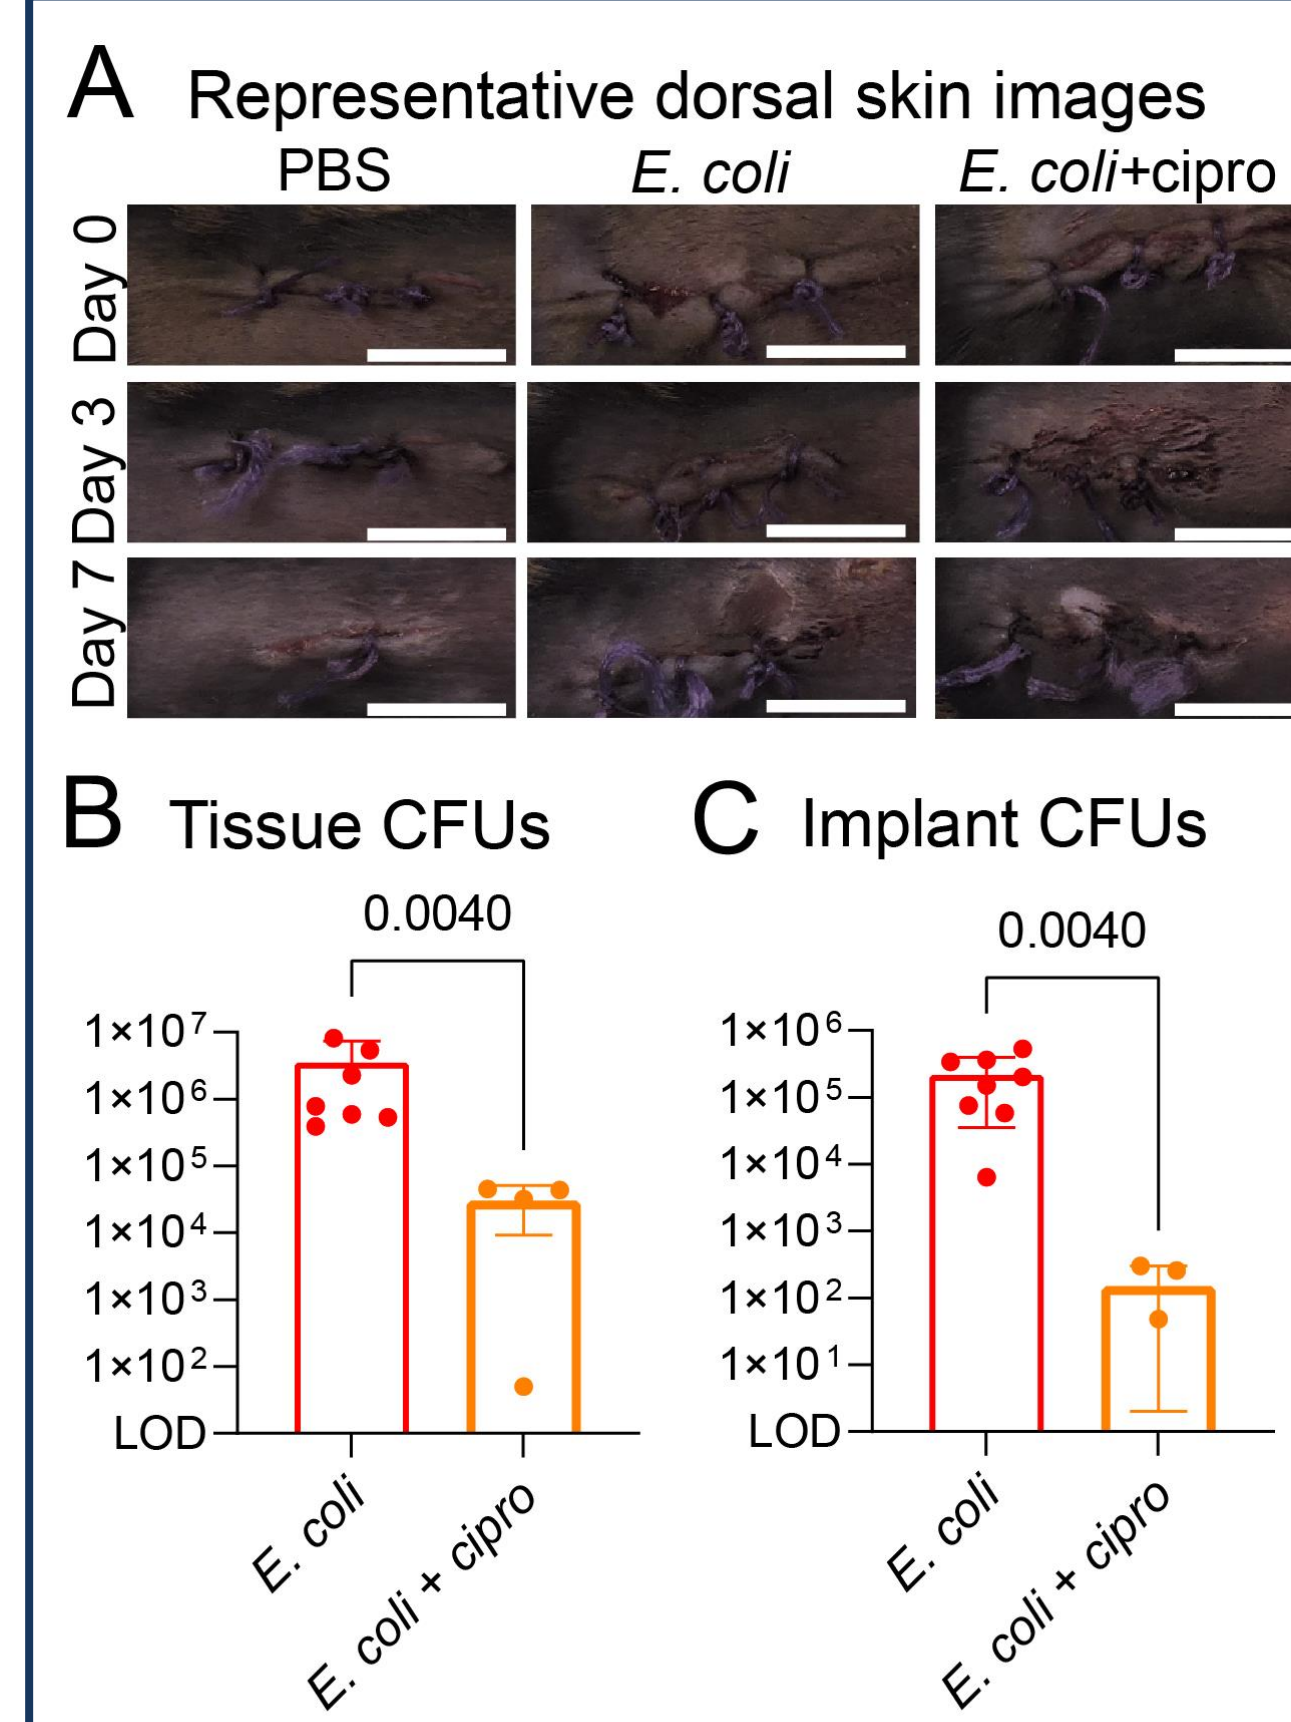 A Representative dorsal skin images
PBS E. coli E. coli+cipro
Day 0
Day 3
Day 7
B Tissue CFUs
0.0040
1×10⁷
1×10⁶
1×10⁵
1×10⁴
1×10³
1×10²
LOD
E. coli
E. coli + cipro
C Implant CFUs
0.0040
1×10⁶
1×10⁵
1×10⁴
1×10³
1×10²
1×10¹
LOD
E. coli
E. coli + cipro